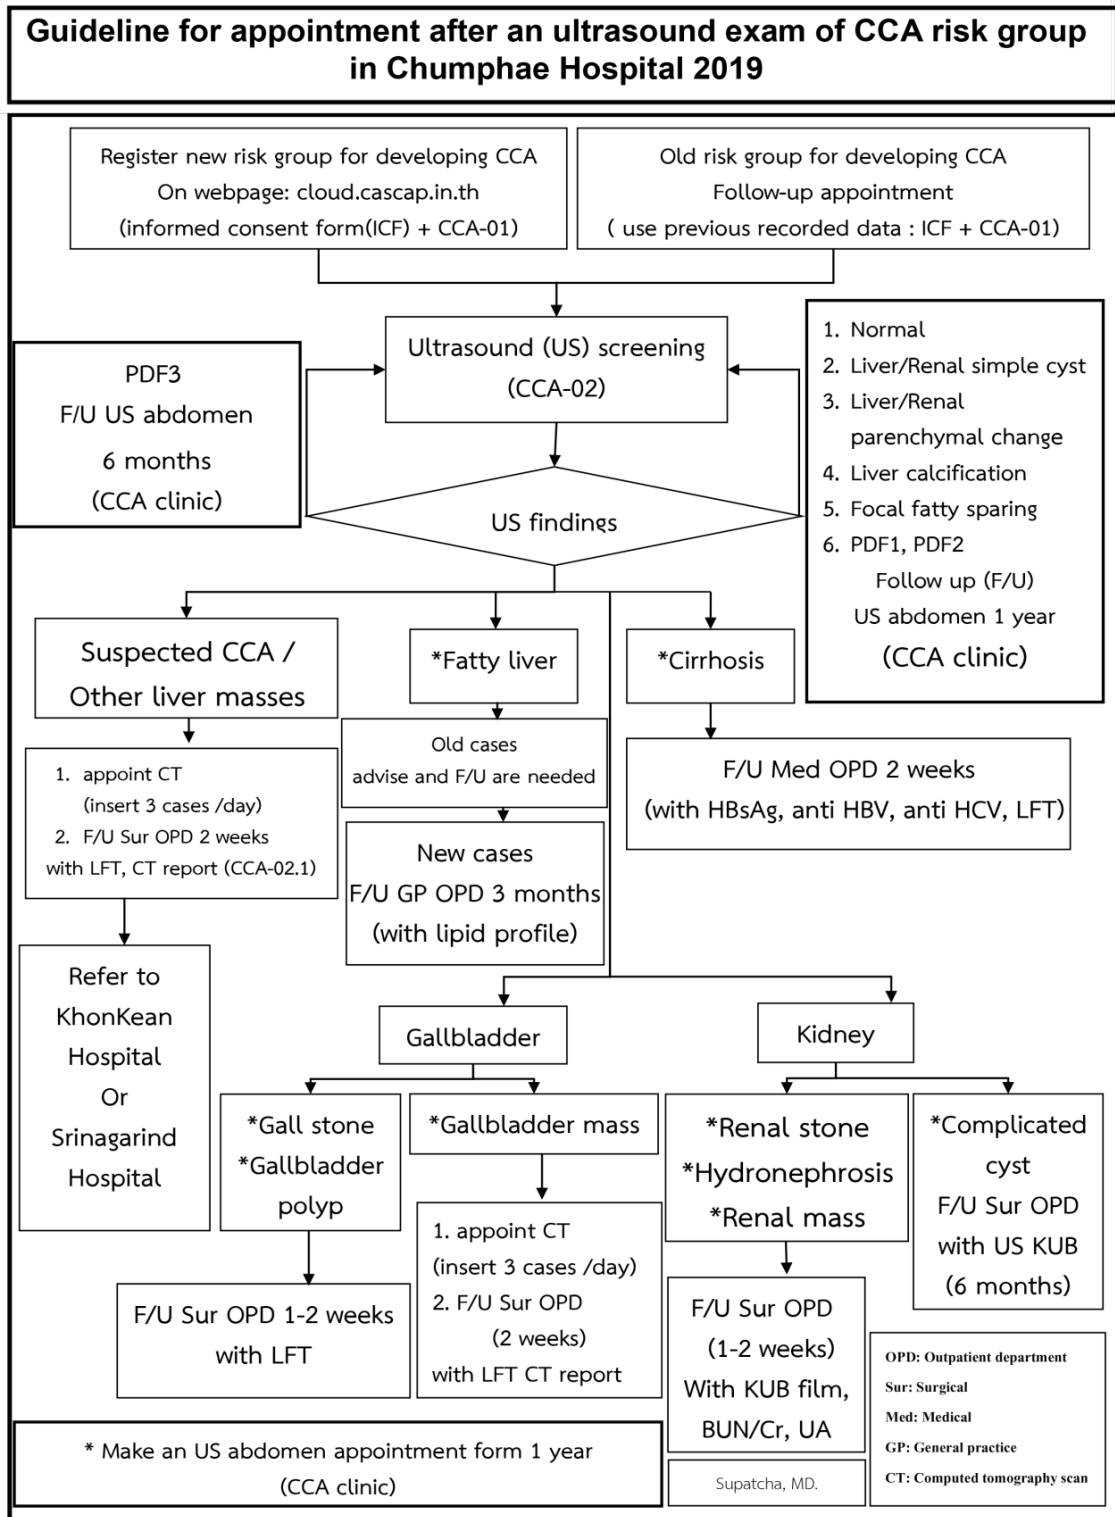 Guideline for appointment after an ultrasound exam of CCA risk group
in Chumphae Hospital 2019
Register new risk group for developing CCA
On webpage: cloud.cascap.in.th
(informed consent form(ICF) + CCA-01)
Old risk group for developing CCA
Follow-up appointment
( use previous recorded data : ICF + CCA-01)
Ultrasound (US) screening
(CCA-02)
PDF3
F/U US abdomen
6 months
(CCA clinic)
1. Normal
2. Liver/Renal simple cyst
3. Liver/Renal
parenchymal change
4. Liver calcification
5. Focal fatty sparing
6. PDF1, PDF2
Follow up (F/U)
US abdomen 1 year
(CCA clinic)
US findings
Suspected CCA /
Other liver masses
*Fatty liver
*Cirrhosis
1. appoint CT
(insert 3 cases /day)
2. F/U Sur OPD 2 weeks
with LFT, CT report (CCA-02.1)
Old cases
advise and F/U are needed
F/U Med OPD 2 weeks
(with HBsAg, anti HBV, anti HCV, LFT)
New cases
F/U GP OPD 3 months
(with lipid profile)
Refer to
KhonKean
Hospital
Or
Srinagarind
Hospital
Gallbladder
Kidney
*Gall stone
*Gallbladder
polyp
*Gallbladder mass
*Renal stone
*Hydronephrosis
*Renal mass
*Complicated
cyst
F/U Sur OPD
with US KUB
(6 months)
F/U Sur OPD 1-2 weeks
with LFT
1. appoint CT
(insert 3 cases /day)
2. F/U Sur OPD
(2 weeks)
with LFT CT report
F/U Sur OPD
(1-2 weeks)
With KUB film,
BUN/Cr, UA
OPD: Outpatient department
Sur: Surgical
Med: Medical
GP: General practice
CT: Computed tomography scan
* Make an US abdomen appointment form 1 year
(CCA clinic)
Supatcha, MD.